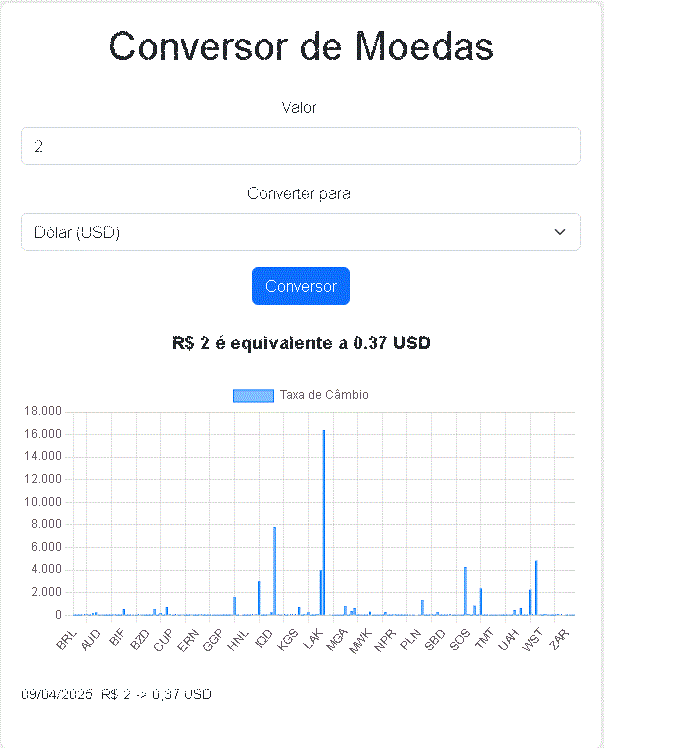 Conversor de Moedas
Valor
2
Converter para
Dólar (USD)
Conversor
R$ 2 é equivalente a 0.37 USD
Taxa de Câmbio
18.000
16.000
14.000
12.000
10.000
8.000
6.000
4.000
2.000
0
BRL AUD BIF BZD CUP ERN GGP HNL IQD KGS LAK MGA MWK NPR PLN SBD SOS TMT UAH WST ZAR
09/04/2025: R$ 2 -> 0,37 USD